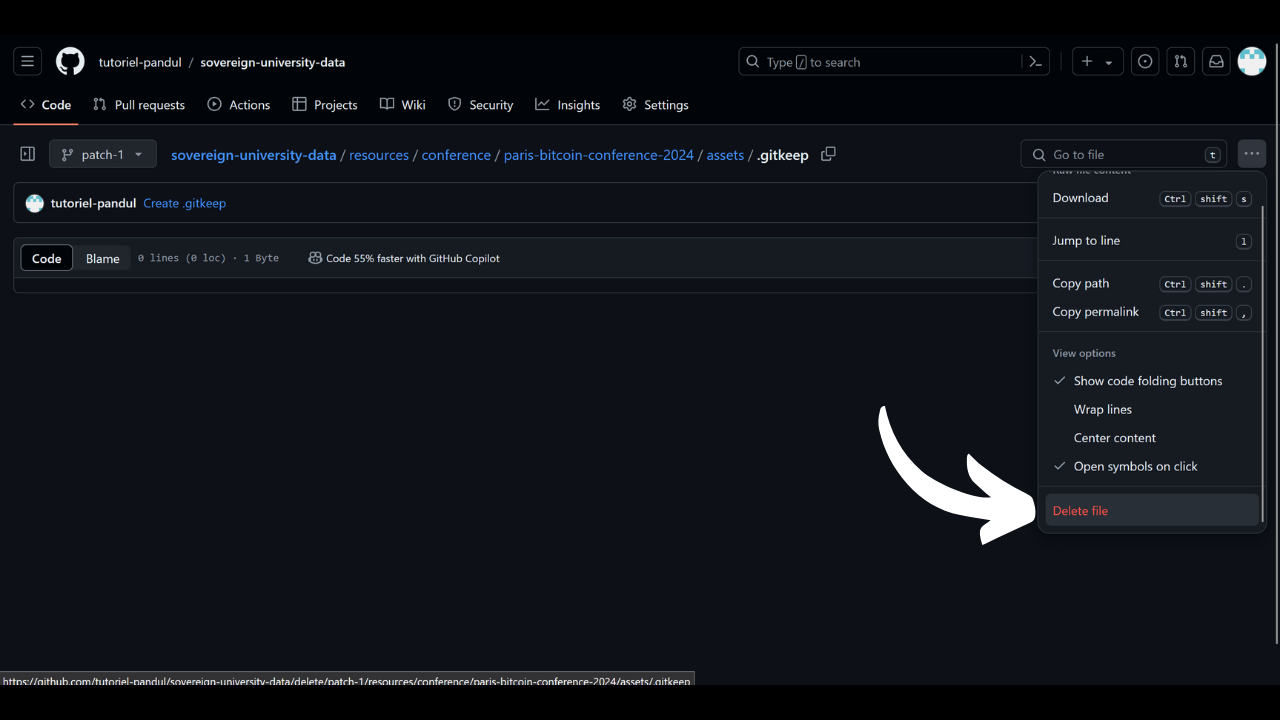 tutoriel-pandul / sovereign-university-data
Type / to search
Code Pull requests Actions Projects Wiki Security Insights Settings
patch-1 sovereign-university-data / resources / conference / paris-bitcoin-conference-2024 / assets / .gitkeep
Go to file t
Raw file content
tutoriel-pandul Create .gitkeep
Download Ctrl shift s
Jump to line l
Code Blame 0 lines (0 loc) · 1 Byte Code 55% faster with GitHub Copilot
Copy path Ctrl shift .
Copy permalink Ctrl shift ,
View options
Show code folding buttons
Wrap lines
Center content
Open symbols on click
Delete file
https://github.com/tutoriel-pandul/sovereign-university-data/delete/patch-1/resources/conference/paris-bitcoin-conference-2024/assets/.gitkeep